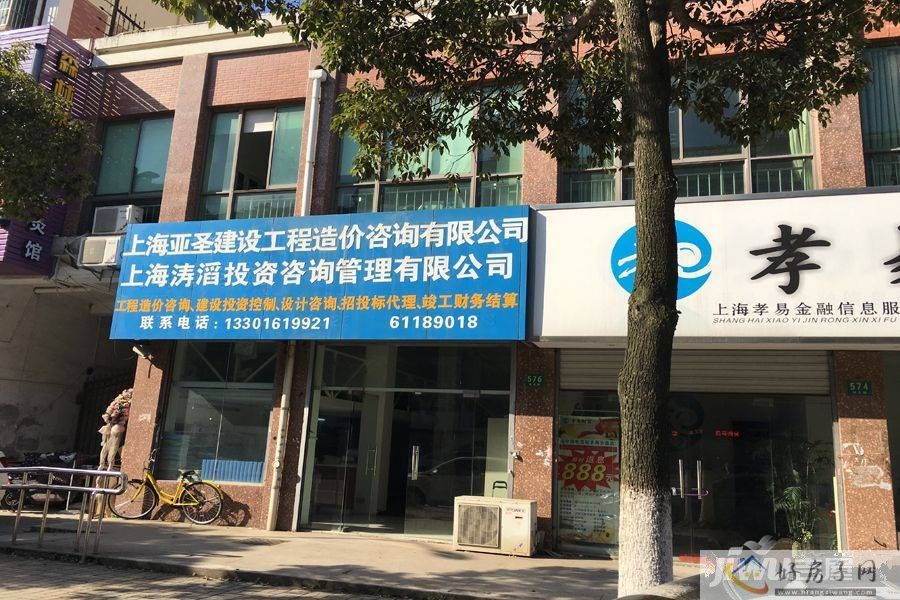 宾馆
上海亚圣建设工程造价咨询有限公司
上海涛滔投资咨询管理有限公司
工程造价咨询、建设投资控制、设计咨询、招投标代理、竣工财务结算
联系电话：13301619921 61189018
孝易
上海孝易金融信息服
SHANG HAI XIAO YI JIN RONG XIN XI FU
576
574
888
好房子网